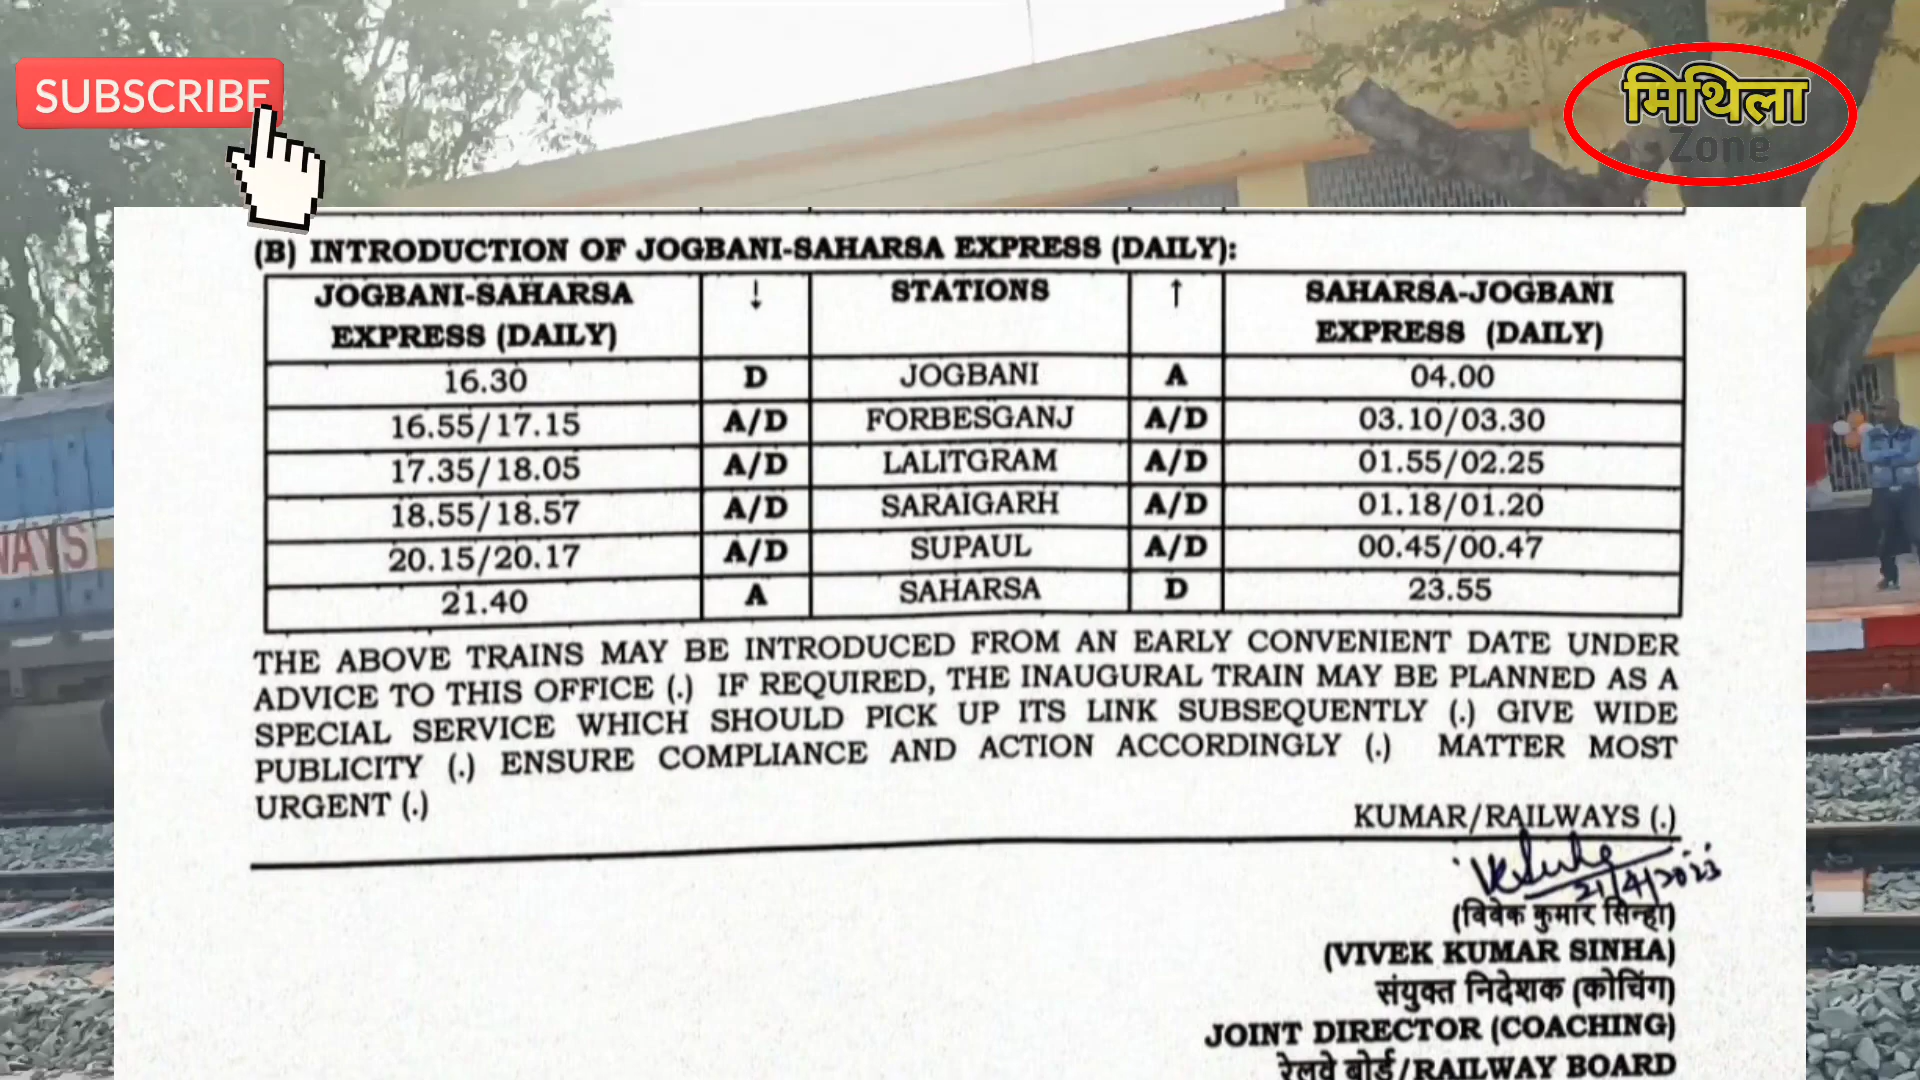 SUBSCRIBE
मिथिला
Zone
(B) INTRODUCTION OF JOGBANI-SAHARSA EXPRESS (DAILY):
JOGBANI-SAHARSA EXPRESS (DAILY) ↓ STATIONS ↑ SAHARSA-JOGBANI EXPRESS (DAILY)
16.30 D JOGBANI A 04.00
16.55/17.15 A/D FORBESGANJ A/D 03.10/03.30
17.35/18.05 A/D LALITGRAM A/D 01.55/02.25
18.55/18.57 A/D SARAIGARH A/D 01.18/01.20
20.15/20.17 A/D SUPAUL A/D 00.45/00.47
21.40 A SAHARSA D 23.55
THE ABOVE TRAINS MAY BE INTRODUCED FROM AN EARLY CONVENIENT DATE UNDER
ADVICE TO THIS OFFICE (.) IF REQUIRED, THE INAUGURAL TRAIN MAY BE PLANNED AS A
SPECIAL SERVICE WHICH SHOULD PICK UP ITS LINK SUBSEQUENTLY (.) GIVE WIDE
PUBLICITY (.) ENSURE COMPLIANCE AND ACTION ACCORDINGLY (.) MATTER MOST
URGENT (.)
KUMAR/RAILWAYS (.)
21/4/2023
(विवेक कुमार सिन्हा)
(VIVEK KUMAR SINHA)
संयुक्त निदेशक (कोचिंग)
JOINT DIRECTOR (COACHING)
रेलवे बोर्ड/RAILWAY BOARD